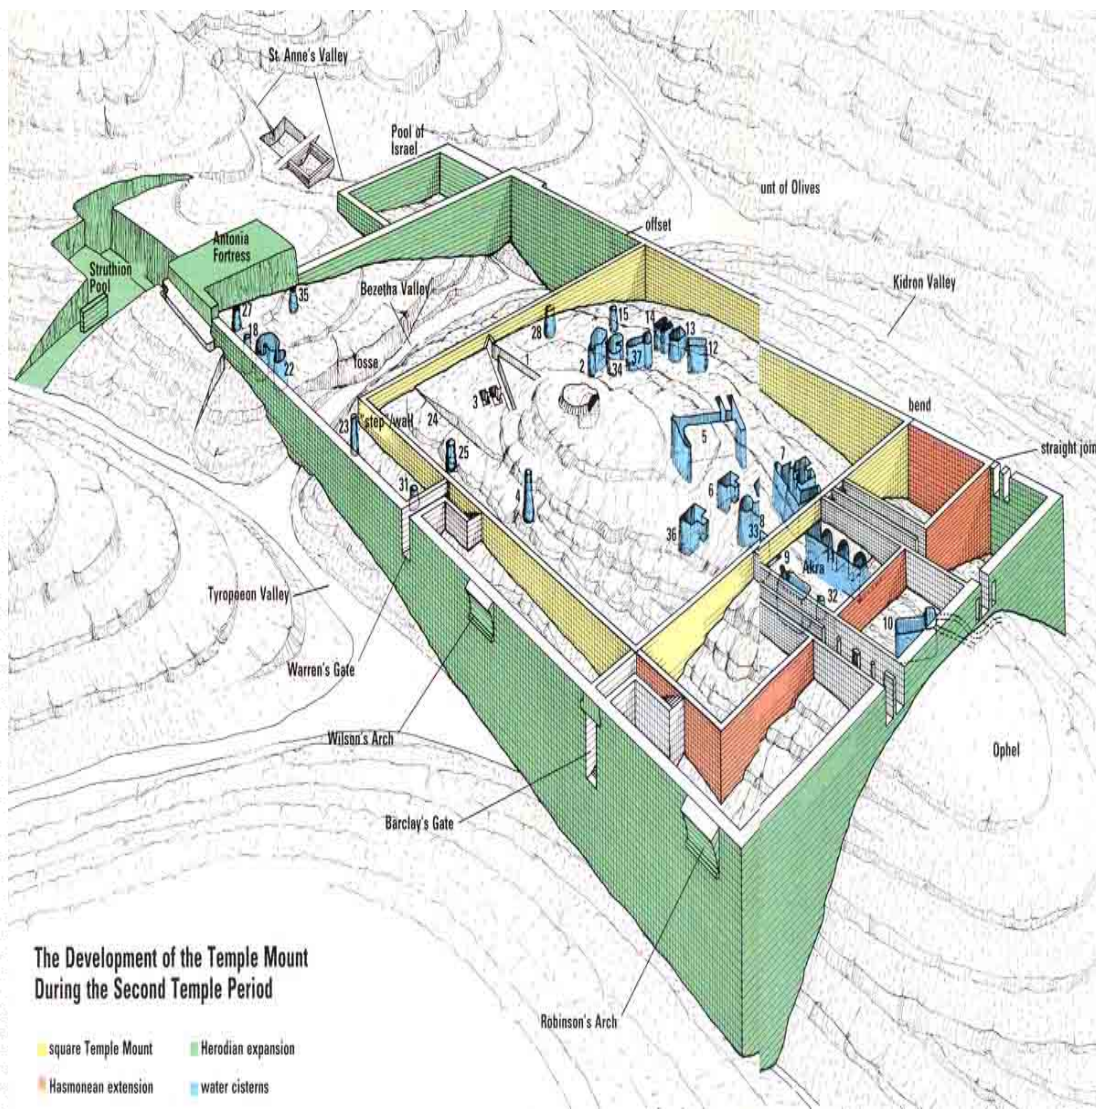 St. Anne's Valley
Pool of
Israel
unt of Olives
offset
Antonia
Fortress
Struthion
Pool
Kidron Valley
Bezetha Valley
35
27
18
22
fosse
28
15
14
13
12
2
34
37
1
3
bend
23
step /wall
24
5
straight join
25
7
31
4
6
36
33
8
9
Akra
32
10
Tyropoeon Valley
Warren's Gate
Wilson's Arch
Ophel
Barclay's Gate
Robinson's Arch
The Development of the Temple Mount
During the Second Temple Period
square Temple Mount
Herodian expansion
Hasmonean extension
water cisterns